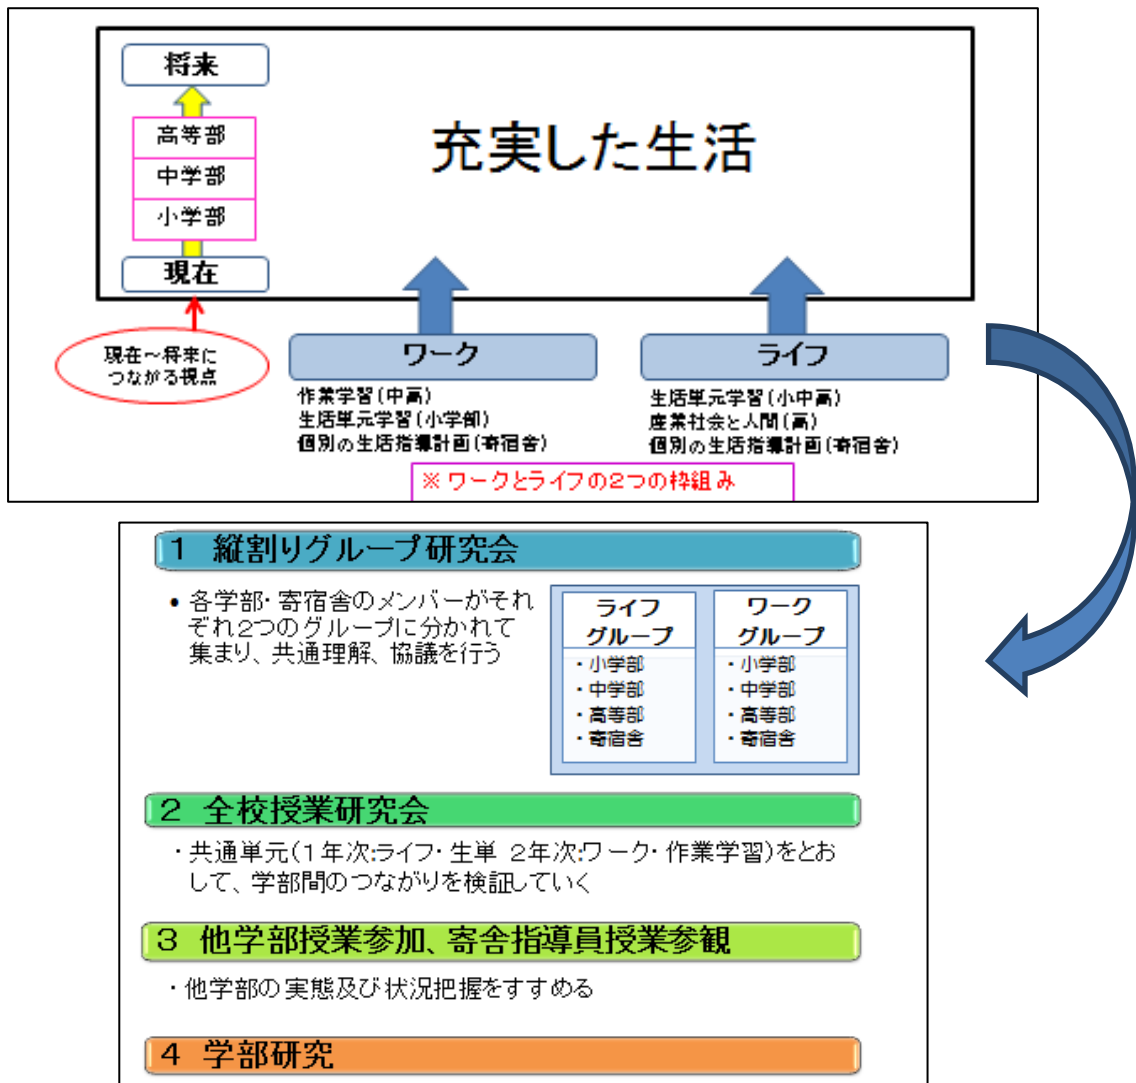 将来
高等部
中学部
小学部
現在
充実した生活
現在～将来に
つながる視点
ワーク
作業学習(中高)
生活単元学習(小学部)
個別の生活指導計画(寄宿舎)
ライフ
生活単元学習(小中高)
産業社会と人間(高)
個別の生活指導計画(寄宿舎)
※ワークとライフの2つの枠組み
1 縦割りグループ研究会
• 各学部・寄宿舎のメンバーがそれ
ぞれ2つのグループに分かれて
集まり、共通理解、協議を行う
ライフ
グループ
・小学部
・中学部
・高等部
・寄宿舎
ワーク
グループ
・小学部
・中学部
・高等部
・寄宿舎
2 全校授業研究会
・共通単元(1年次:ライフ・生単 2年次:ワーク・作業学習)をとお
して、学部間のつながりを検証していく
3 他学部授業参加、寄舎指導員授業参観
・他学部の実態及び状況把握をすすめる
4 学部研究